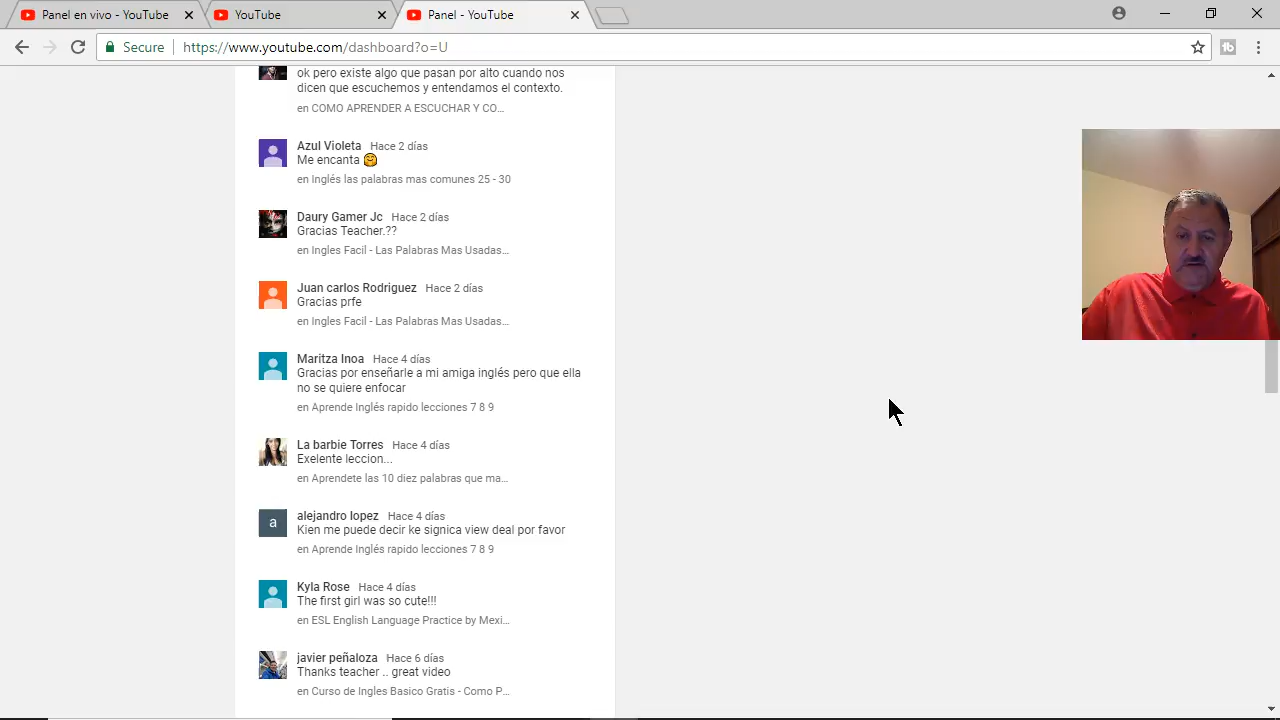 Panel en vivo - YouTube
YouTube
Panel - YouTube
Secure
https://www.youtube.com/dashboard?o=U
ok pero existe algo que pasan por alto cuando nos
dicen que escuchemos y entendamos el contexto.
en COMO APRENDER A ESCUCHAR Y CO...
Azul Violeta Hace 2 días
Me encanta 🤗
en Inglés las palabras mas comunes 25 - 30
Daury Gamer Jc Hace 2 días
Gracias Teacher.??
en Ingles Facil - Las Palabras Mas Usadas...
Juan carlos Rodriguez Hace 2 días
Gracias prfe
en Ingles Facil - Las Palabras Mas Usadas...
Maritza Inoa Hace 4 días
Gracias por enseñarle a mi amiga inglés pero que ella
no se quiere enfocar
en Aprende Inglés rapido lecciones 7 8 9
La barbie Torres Hace 4 días
Exelente leccion...
en Aprendete las 10 diez palabras que ma...
a
alejandro lopez Hace 4 días
Kien me puede decir ke signica view deal por favor
en Aprende Inglés rapido lecciones 7 8 9
Kyla Rose Hace 4 días
The first girl was so cute!!!
en ESL English Language Practice by Mexi...
javier peñaloza Hace 6 días
Thanks teacher .. great video
en Curso de Ingles Basico Gratis - Como P...